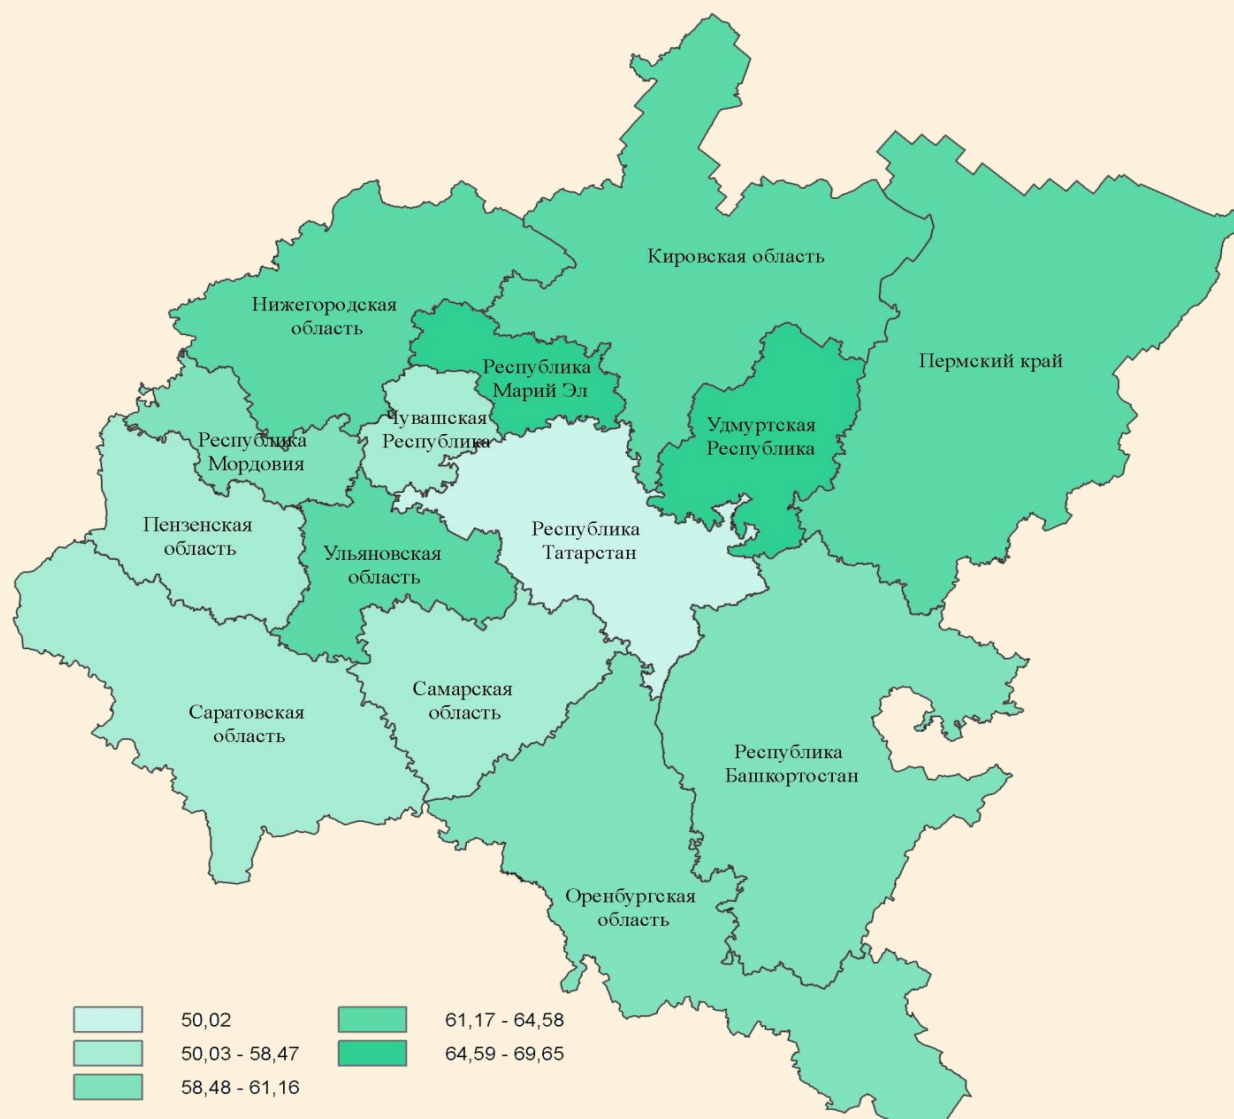 Кировская область
Нижегородская
область
Пермский край
Республика
Марий Эл
Чувашская
Республика
Удмуртская
Республика
Республика
Мордовия
Пензенская
область
Ульяновская
область
Республика
Татарстан
Самарская
область
Саратовская
область
Республика
Башкортостан
Оренбургская
область
50,02
50,03 - 58,47
58,48 - 61,16
61,17 - 64,58
64,59 - 69,65